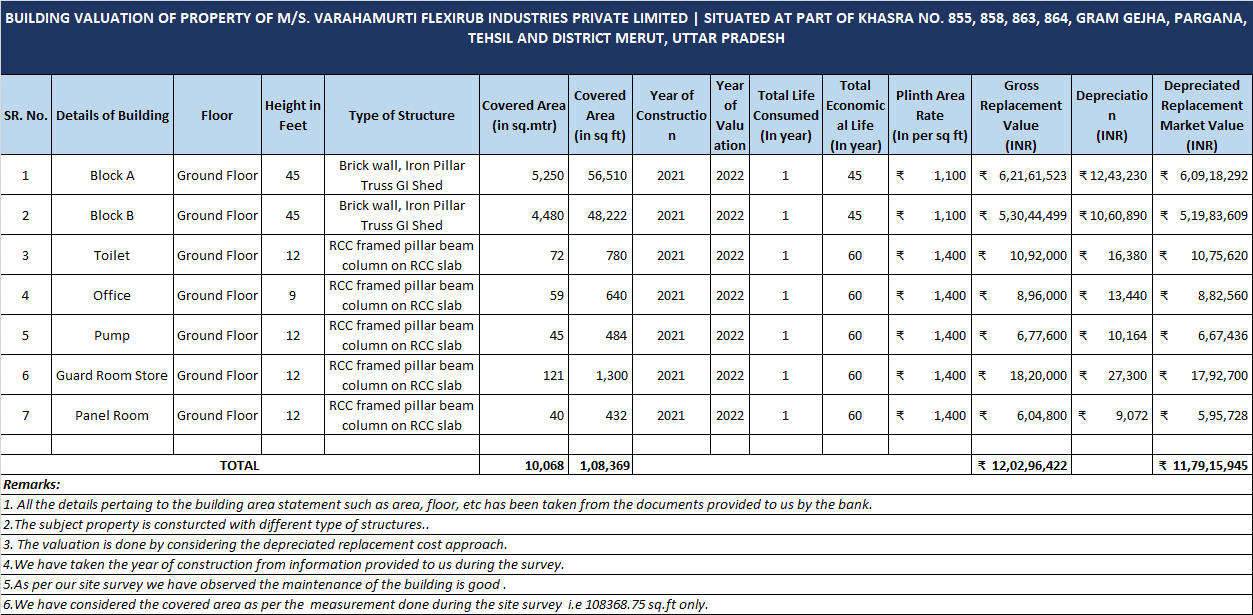 BUILDING VALUATION OF PROPERTY OF M/S. VARAHAMURTI FLEXIRUB INDUSTRIES PRIVATE LIMITED | SITUATED AT PART OF KHASRA NO. 855, 858, 863, 864, GRAM GEJHA, PARGANA,
TEHSIL AND DISTRICT MERUT, UTTAR PRADESH
SR. No. Details of Building Floor Height in Feet Type of Structure Covered Area (in sq.mtr) Covered Area (in sq ft) Year of Constructio n Year of Valu ation Total Life Consumed (In year) Total Economic al Life (In year) Plinth Area Rate (In per sq ft) Gross Replacement Value (INR) Depreciatio n (INR) Depreciated Replacement Market Value (INR)
1 Block A Ground Floor 45 Brick wall, Iron Pillar Truss GI Shed 5,250 56,510 2021 2022 1 45 ₹ 1,100 ₹ 6,21,61,523 ₹ 12,43,230 ₹ 6,09,18,292
2 Block B Ground Floor 45 Brick wall, Iron Pillar Truss GI Shed 4,480 48,222 2021 2022 1 45 ₹ 1,100 ₹ 5,30,44,499 ₹ 10,60,890 ₹ 5,19,83,609
3 Toilet Ground Floor 12 RCC framed pillar beam column on RCC slab 72 780 2021 2022 1 60 ₹ 1,400 ₹ 10,92,000 ₹ 16,380 ₹ 10,75,620
4 Office Ground Floor 9 RCC framed pillar beam column on RCC slab 59 640 2021 2022 1 60 ₹ 1,400 ₹ 8,96,000 ₹ 13,440 ₹ 8,82,560
5 Pump Ground Floor 12 RCC framed pillar beam column on RCC slab 45 484 2021 2022 1 60 ₹ 1,400 ₹ 6,77,600 ₹ 10,164 ₹ 6,67,436
6 Guard Room Store Ground Floor 12 RCC framed pillar beam column on RCC slab 121 1,300 2021 2022 1 60 ₹ 1,400 ₹ 18,20,000 ₹ 27,300 ₹ 17,92,700
7 Panel Room Ground Floor 12 RCC framed pillar beam column on RCC slab 40 432 2021 2022 1 60 ₹ 1,400 ₹ 6,04,800 ₹ 9,072 ₹ 5,95,728
TOTAL 10,068 1,08,369 ₹ 12,02,96,422 ₹ 11,79,15,945
Remarks:
1. All the details pertaing to the building area statement such as area, floor, etc has been taken from the documents provided to us by the bank.
2.The subject property is consturcted with different type of structures..
3. The valuation is done by considering the depreciated replacement cost approach.
4.We have taken the year of construction from information provided to us during the survey.
5.As per our site survey we have observed the maintenance of the building is good .
6.We have considered the covered area as per the measurement done during the site survey i.e 108368.75 sq.ft only.